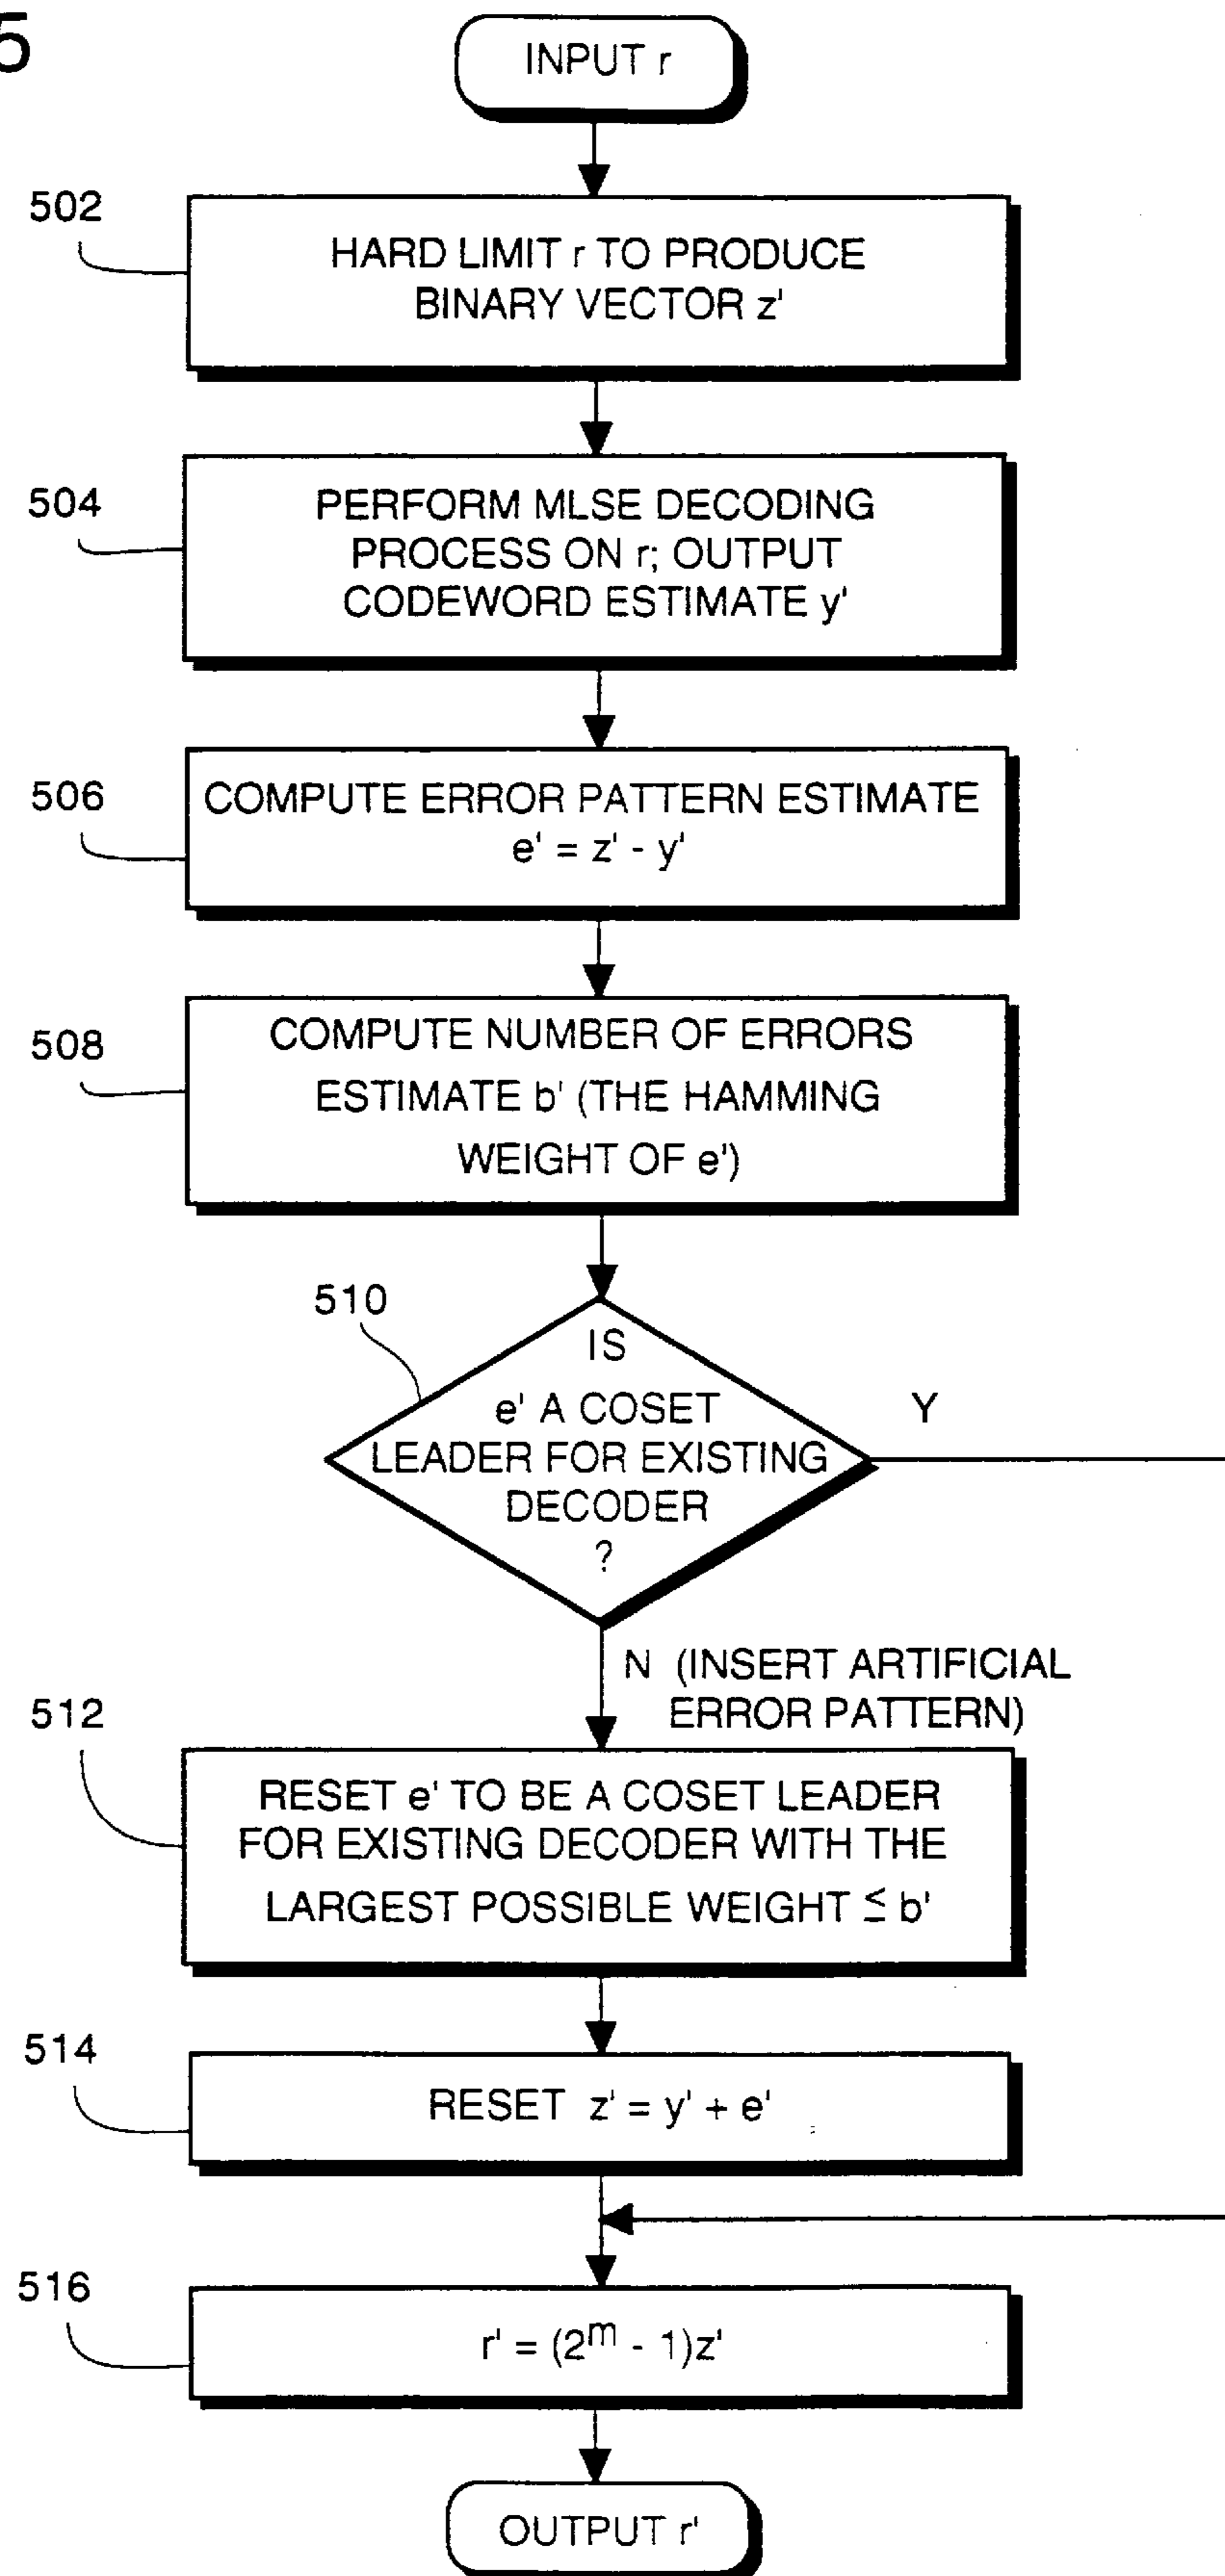 5
INPUT r
502
HARD LIMIT r TO PRODUCE
BINARY VECTOR z'
504
PERFORM MLSE DECODING
PROCESS ON r; OUTPUT
CODEWORD ESTIMATE y'
506
COMPUTE ERROR PATTERN ESTIMATE
e' = z' - y'
508
COMPUTE NUMBER OF ERRORS
ESTIMATE b' (THE HAMMING
WEIGHT OF e')
510
IS
e' A COSET
LEADER FOR EXISTING
DECODER
?
Y
N (INSERT ARTIFICIAL
ERROR PATTERN)
512
RESET e' TO BE A COSET LEADER
FOR EXISTING DECODER WITH THE
LARGEST POSSIBLE WEIGHT ≤ b'
514
RESET z' = y' + e'
516
r' = (2^m - 1)z'
OUTPUT r'